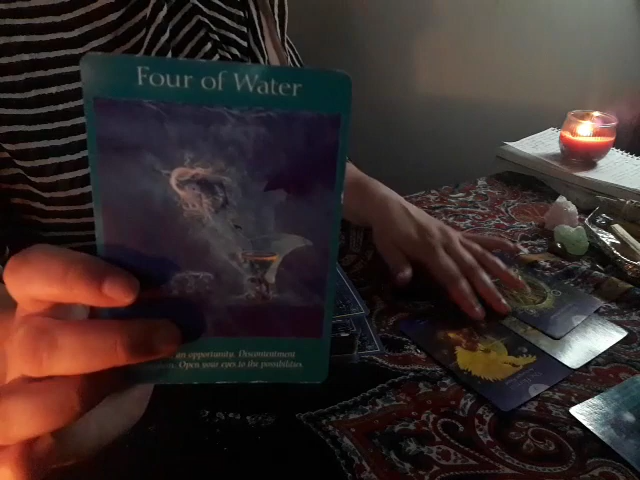 Four of Water
an opportunity. Discontentment
Open your eyes to the possibilities.